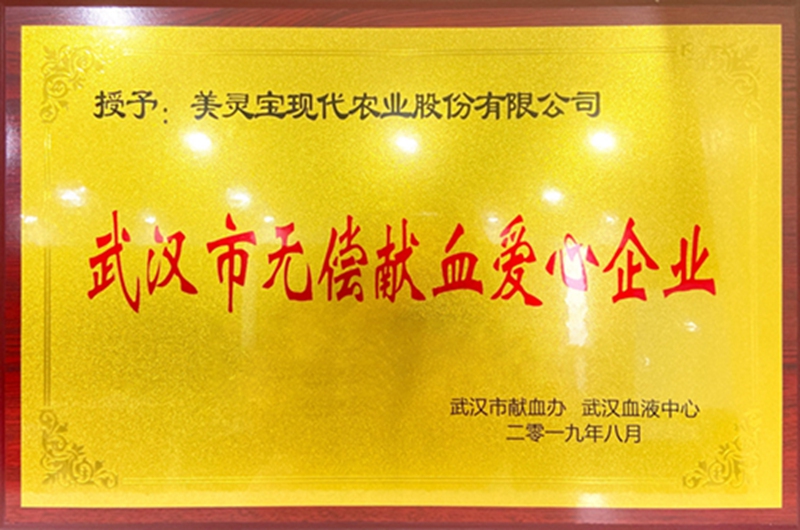 授予：美灵宝现代农业股份有限公司
武汉市无偿献血爱心企业
武汉市献血办 武汉血液中心
二零一九年八月